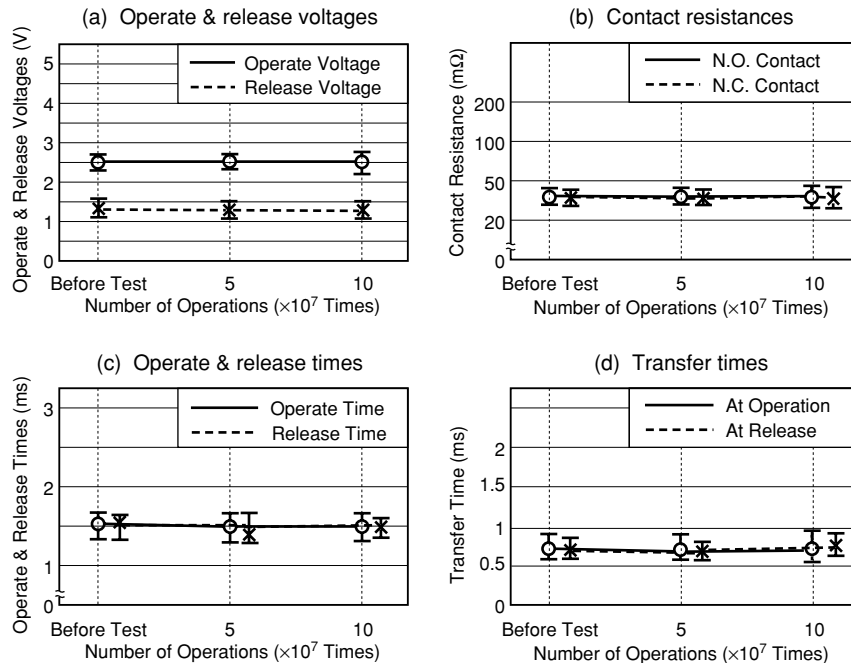 (a) Operate & release voltages
Operate & Release Voltages (V)
5
4
3
2
1
0
Operate Voltage
Release Voltage
Before Test
5
10
Number of Operations (×10⁷ Times)
(b) Contact resistances
Contact Resistance (mΩ)
200
100
50
20
0
N.O. Contact
N.C. Contact
Before Test
5
10
Number of Operations (×10⁷ Times)
(c) Operate & release times
Operate & Release Times (ms)
3
2
1
0
Operate Time
Release Time
Before Test
5
10
Number of Operations (×10⁷ Times)
(d) Transfer times
Transfer Time (ms)
2
1.5
1
0.5
0
At Operation
At Release
Before Test
5
10
Number of Operations (×10⁷ Times)